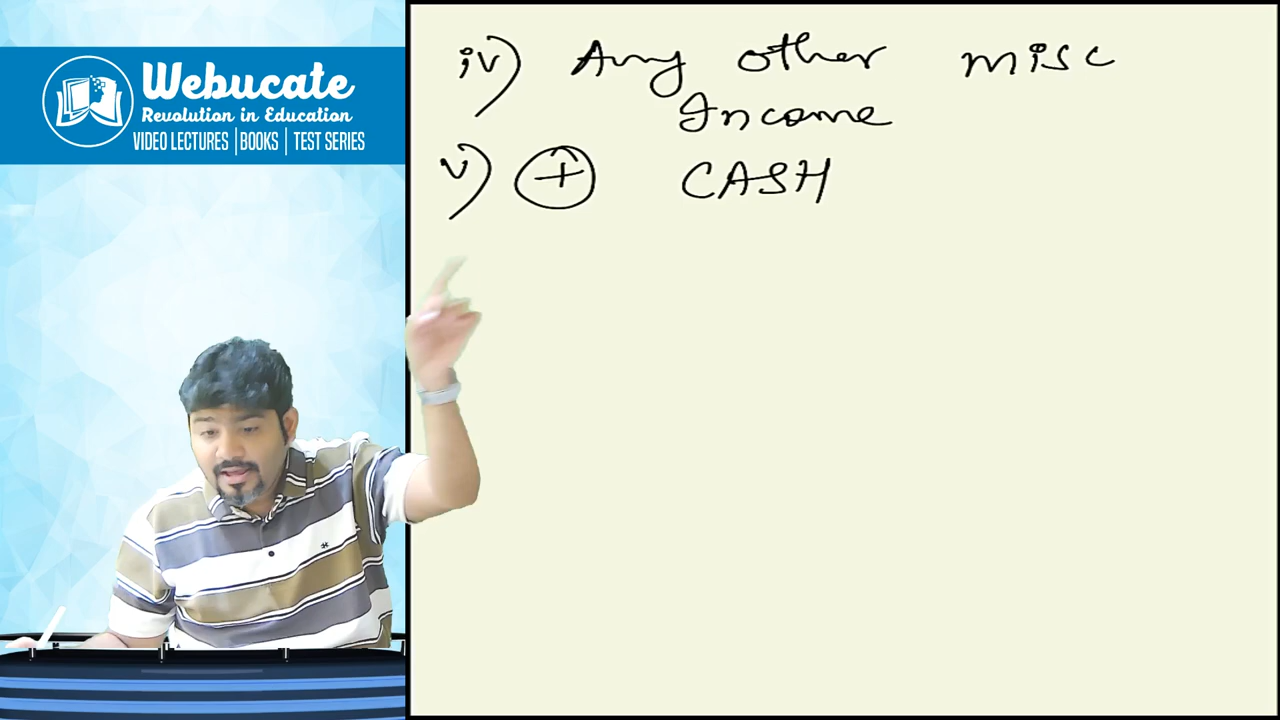 Webucate
Revolution in Education
VIDEO LECTURES | BOOKS | TEST SERIES
iv) Any other misc
Income
v) + CASH